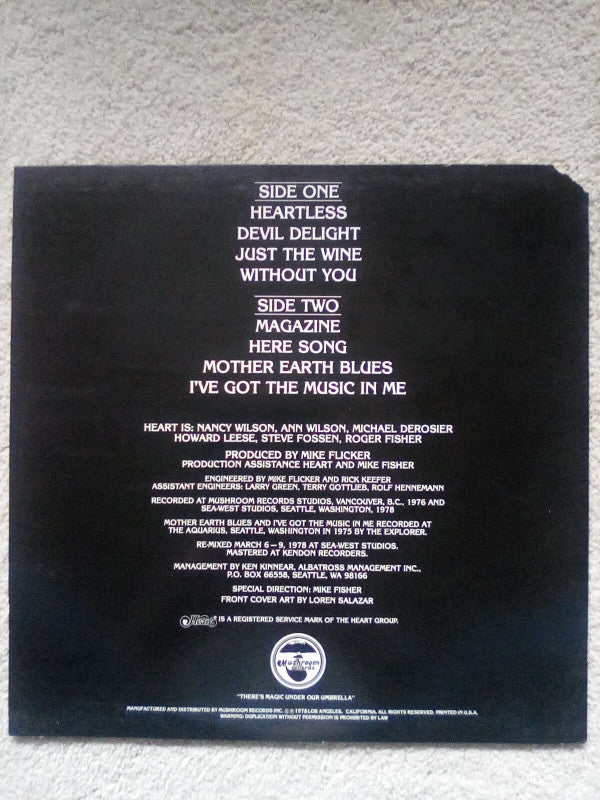 SIDE ONE
HEARTLESS
DEVIL DELIGHT
JUST THE WINE
WITHOUT YOU
SIDE TWO
MAGAZINE
HERE SONG
MOTHER EARTH BLUES
I'VE GOT THE MUSIC IN ME
HEART IS: NANCY WILSON, ANN WILSON, MICHAEL DEROSIER
HOWARD LEESE, STEVE FOSSEN, ROGER FISHER
PRODUCED BY MIKE FLICKER
PRODUCTION ASSISTANCE HEART AND MIKE FISHER
ENGINEERED BY MIKE FLICKER AND RICK KEEFER
ASSISTANT ENGINEERS: LARRY GREEN, TERRY GOTTLIEB, ROLF HENNEMANN
RECORDED AT MUSHROOM RECORDS STUDIOS, VANCOUVER, B.C., 1976 AND
SEA-WEST STUDIOS, SEATTLE, WASHINGTON, 1978
MOTHER EARTH BLUES AND I'VE GOT THE MUSIC IN ME RECORDED AT
THE AQUARIUS, SEATTLE, WASHINGTON IN 1975 BY THE EXPLORER.
RE-MIXED MARCH 6–9, 1978 AT SEA-WEST STUDIOS.
MASTERED AT KENDON RECORDERS.
MANAGEMENT BY KEN KINNEAR, ALBATROSS MANAGEMENT INC.,
P.O. BOX 66558, SEATTLE, WA 98166
SPECIAL DIRECTION: MIKE FISHER
FRONT COVER ART BY LOREN SALAZAR
Heart IS A REGISTERED SERVICE MARK OF THE HEART GROUP.
Mushroom
records
"THERE'S MAGIC UNDER OUR UMBRELLA"
MANUFACTURED AND DISTRIBUTED BY MUSHROOM RECORDS INC. © ℗ 1978 LOS ANGELES, CALIFORNIA. ALL RIGHTS RESERVED. PRINTED IN U.S.A.
WARNING: DUPLICATION WITHOUT PERMISSION IS PROHIBITED BY LAW